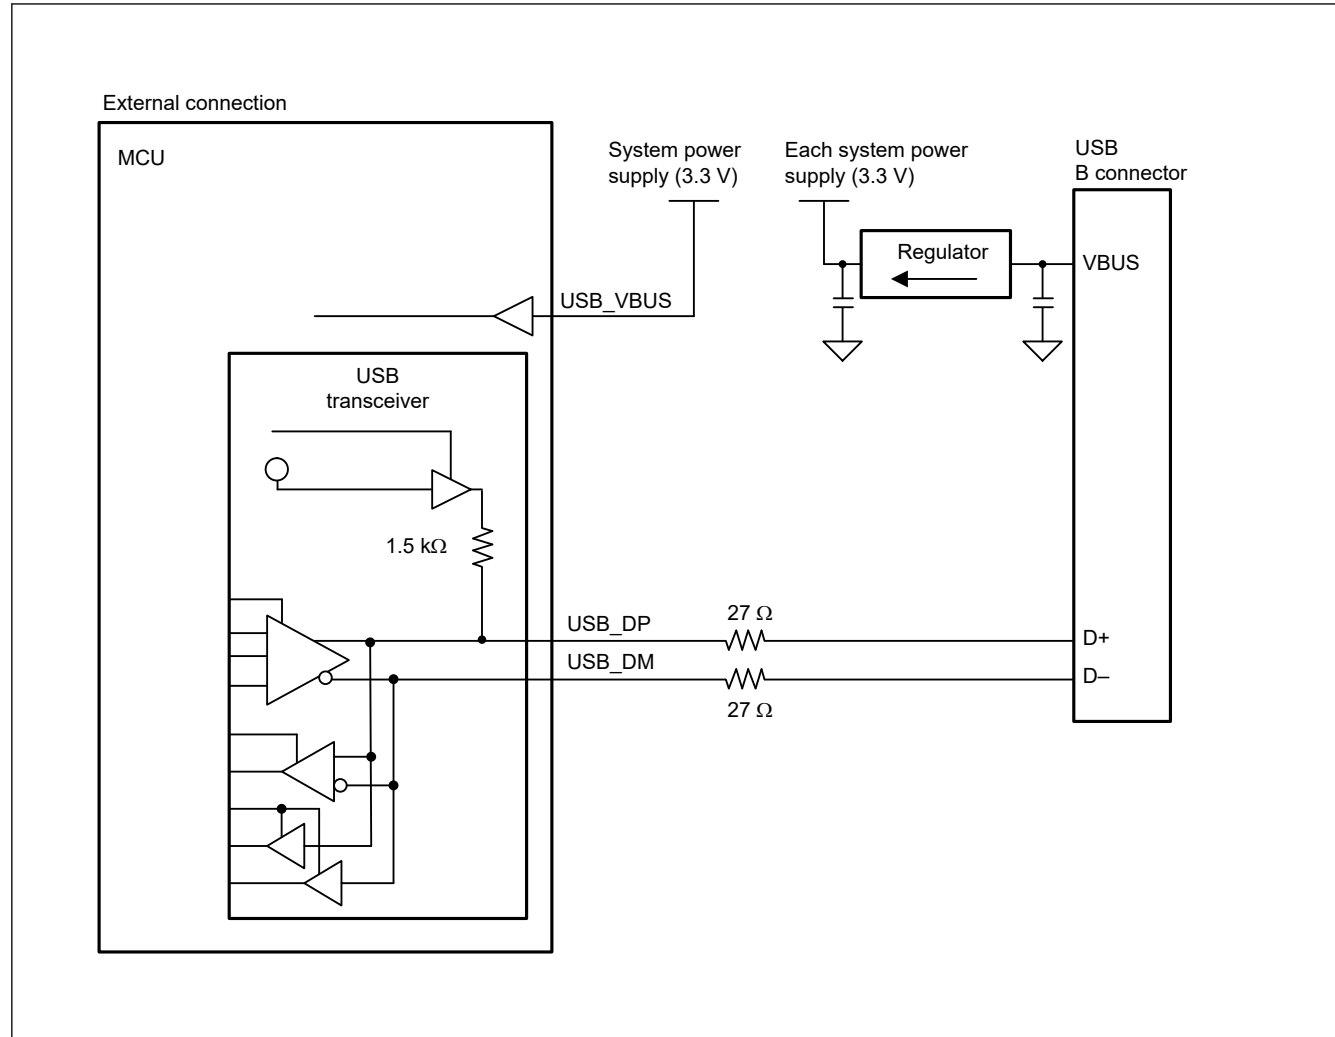 External connection
MCU
System power
supply (3.3 V)
Each system power
supply (3.3 V)
USB
B connector
Regulator
VBUS
USB_VBUS
USB
transceiver
1.5 kΩ
USB_DP
27 Ω
D+
USB_DM
27 Ω
D–